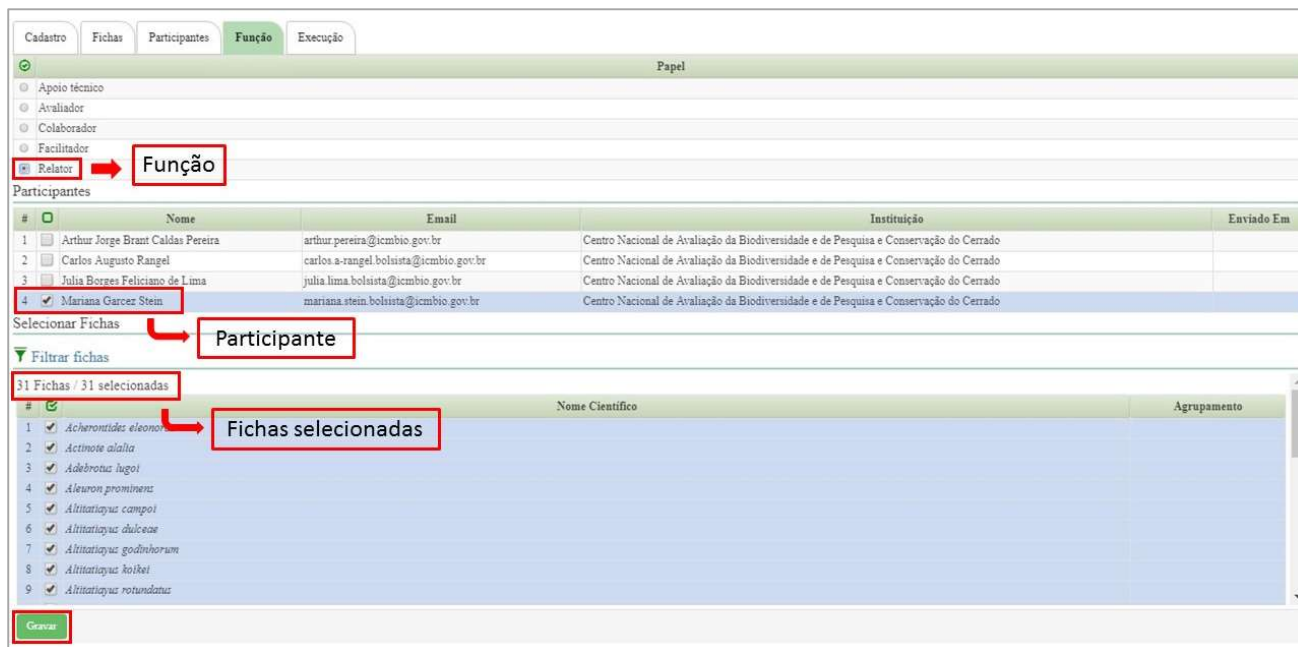 Cadastro Fichas Participantes Função Execução
Papel
Apoio técnico
Avaliador
Colaborador
Facilitador
Relator Função
Participantes
# Nome Email Instituição Enviado Em
1 Arthur Jorge Brant Caldas Pereira arthur.pereira@icmbio.gov.br Centro Nacional de Avaliação da Biodiversidade e de Pesquisa e Conservação do Cerrado
2 Carlos Augusto Rangel carlos.a-rangel.bolsista@icmbio.gov.br Centro Nacional de Avaliação da Biodiversidade e de Pesquisa e Conservação do Cerrado
3 Julia Borges Feliciano de Lima julia.lima.bolsista@icmbio.gov.br Centro Nacional de Avaliação da Biodiversidade e de Pesquisa e Conservação do Cerrado
4 Mariana Garcez Stein mariana.stein.bolsista@icmbio.gov.br Centro Nacional de Avaliação da Biodiversidade e de Pesquisa e Conservação do Cerrado
Selecionar Fichas
Participante
Filtrar fichas
31 Fichas / 31 selecionadas
# Nome Científico Agrupamento
1 Acherontides
Fichas selecionadas
2 Actinote alalia
3 Adebrotus lugoi
4 Aleuron prominens
5 Altitatiayus campoi
6 Altitatiayus dulceae
7 Altitatiayus godinhorum
8 Altitatiayus koikei
9 Altitatiayus rotundatus
Gravar